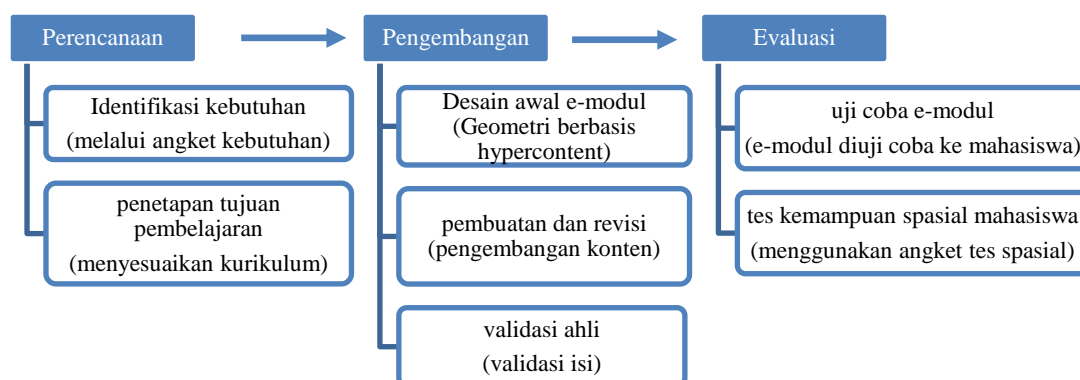 Perencanaan
Identifikasi kebutuhan
(melalui angket kebutuhan)
penetapan tujuan
pembelajaran
(menyesuaikan kurikulum)
Pengembangan
Desain awal e-modul
(Geometri berbasis
hypercontent)
pembuatan dan revisi
(pengembangan konten)
validasi ahli
(validasi isi)
Evaluasi
uji coba e-modul
(e-modul diuji coba ke mahasiswa)
tes kemampuan spasial mahasiswa
(menggunakan angket tes spasial)